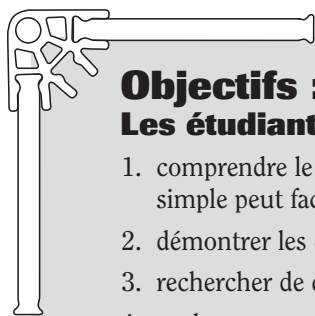 Objectifs :
Les étudiant
1. comprendre le
simple peut fac
2. démontrer les
3. rechercher de